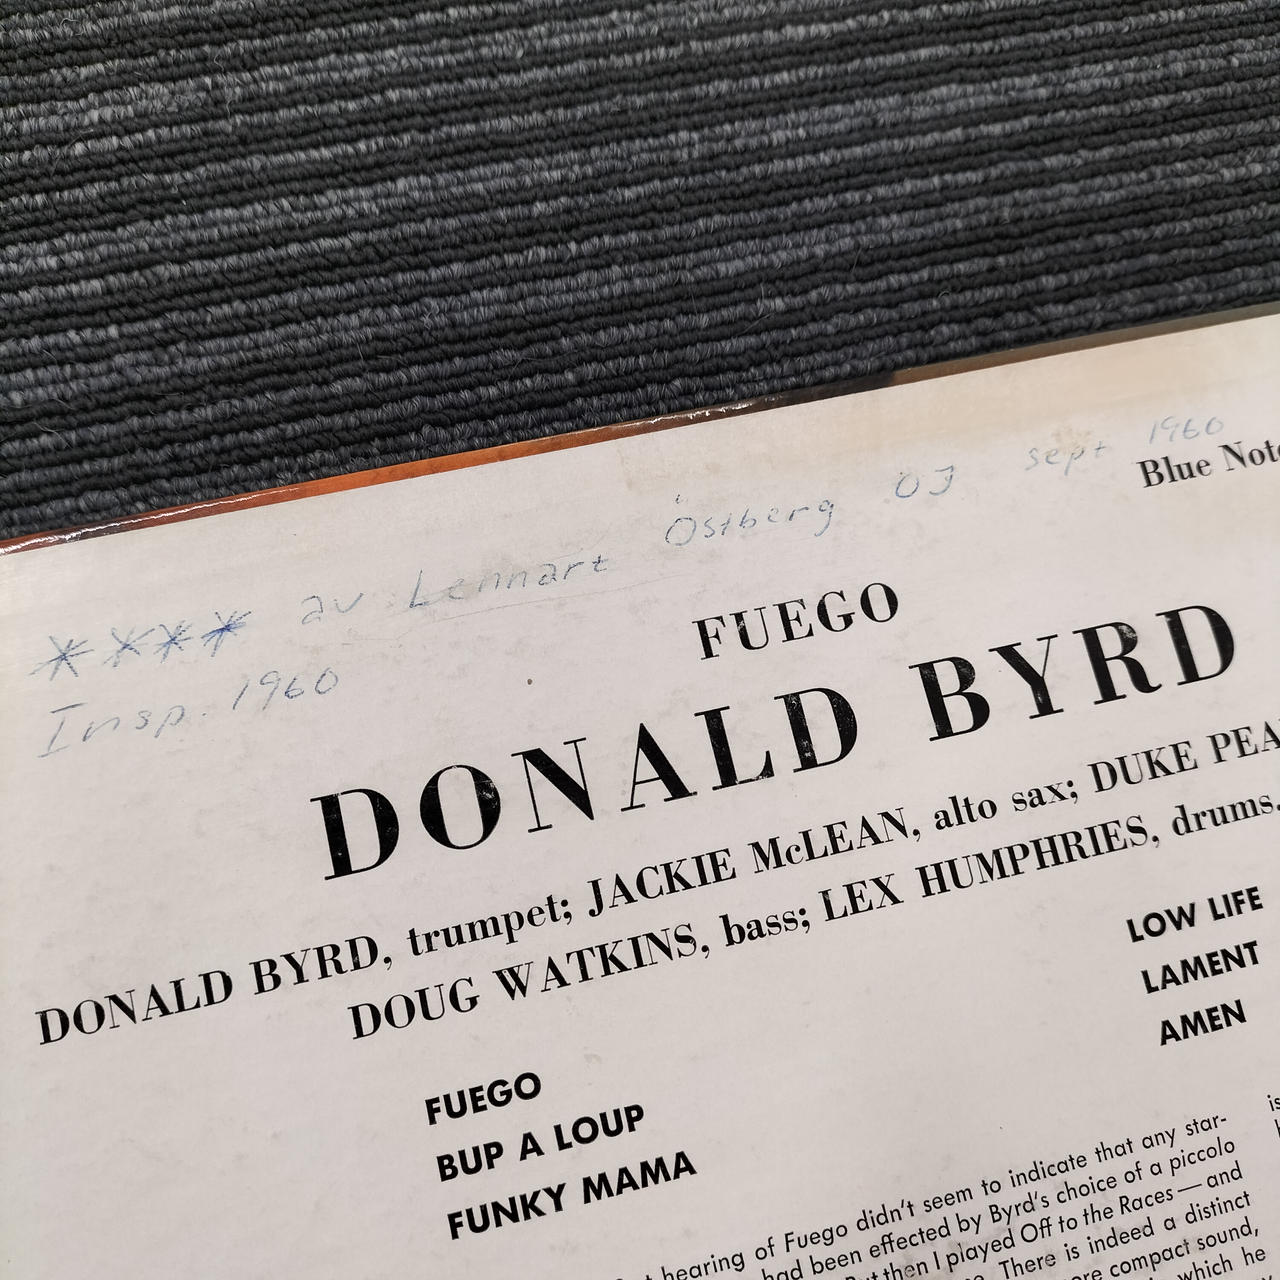 **** av Lennart Östberg OJ sept 1960
Insp. 1960
Blue Note
FUEGO
DONALD BYRD
DONALD BYRD, trumpet; JACKIE McLEAN, alto sax; DUKE PEA
DOUG WATKINS, bass; LEX HUMPHRIES, drums.
FUEGO
BUP A LOUP
FUNKY MAMA
LOW LIFE
LAMENT
AMEN
hearing of Fuego didn't seem to indicate that any star-
had been effected by Byrd's choice of a piccolo
But then I played Off to the Races—and
There is indeed a distinct
compact sound,
which he